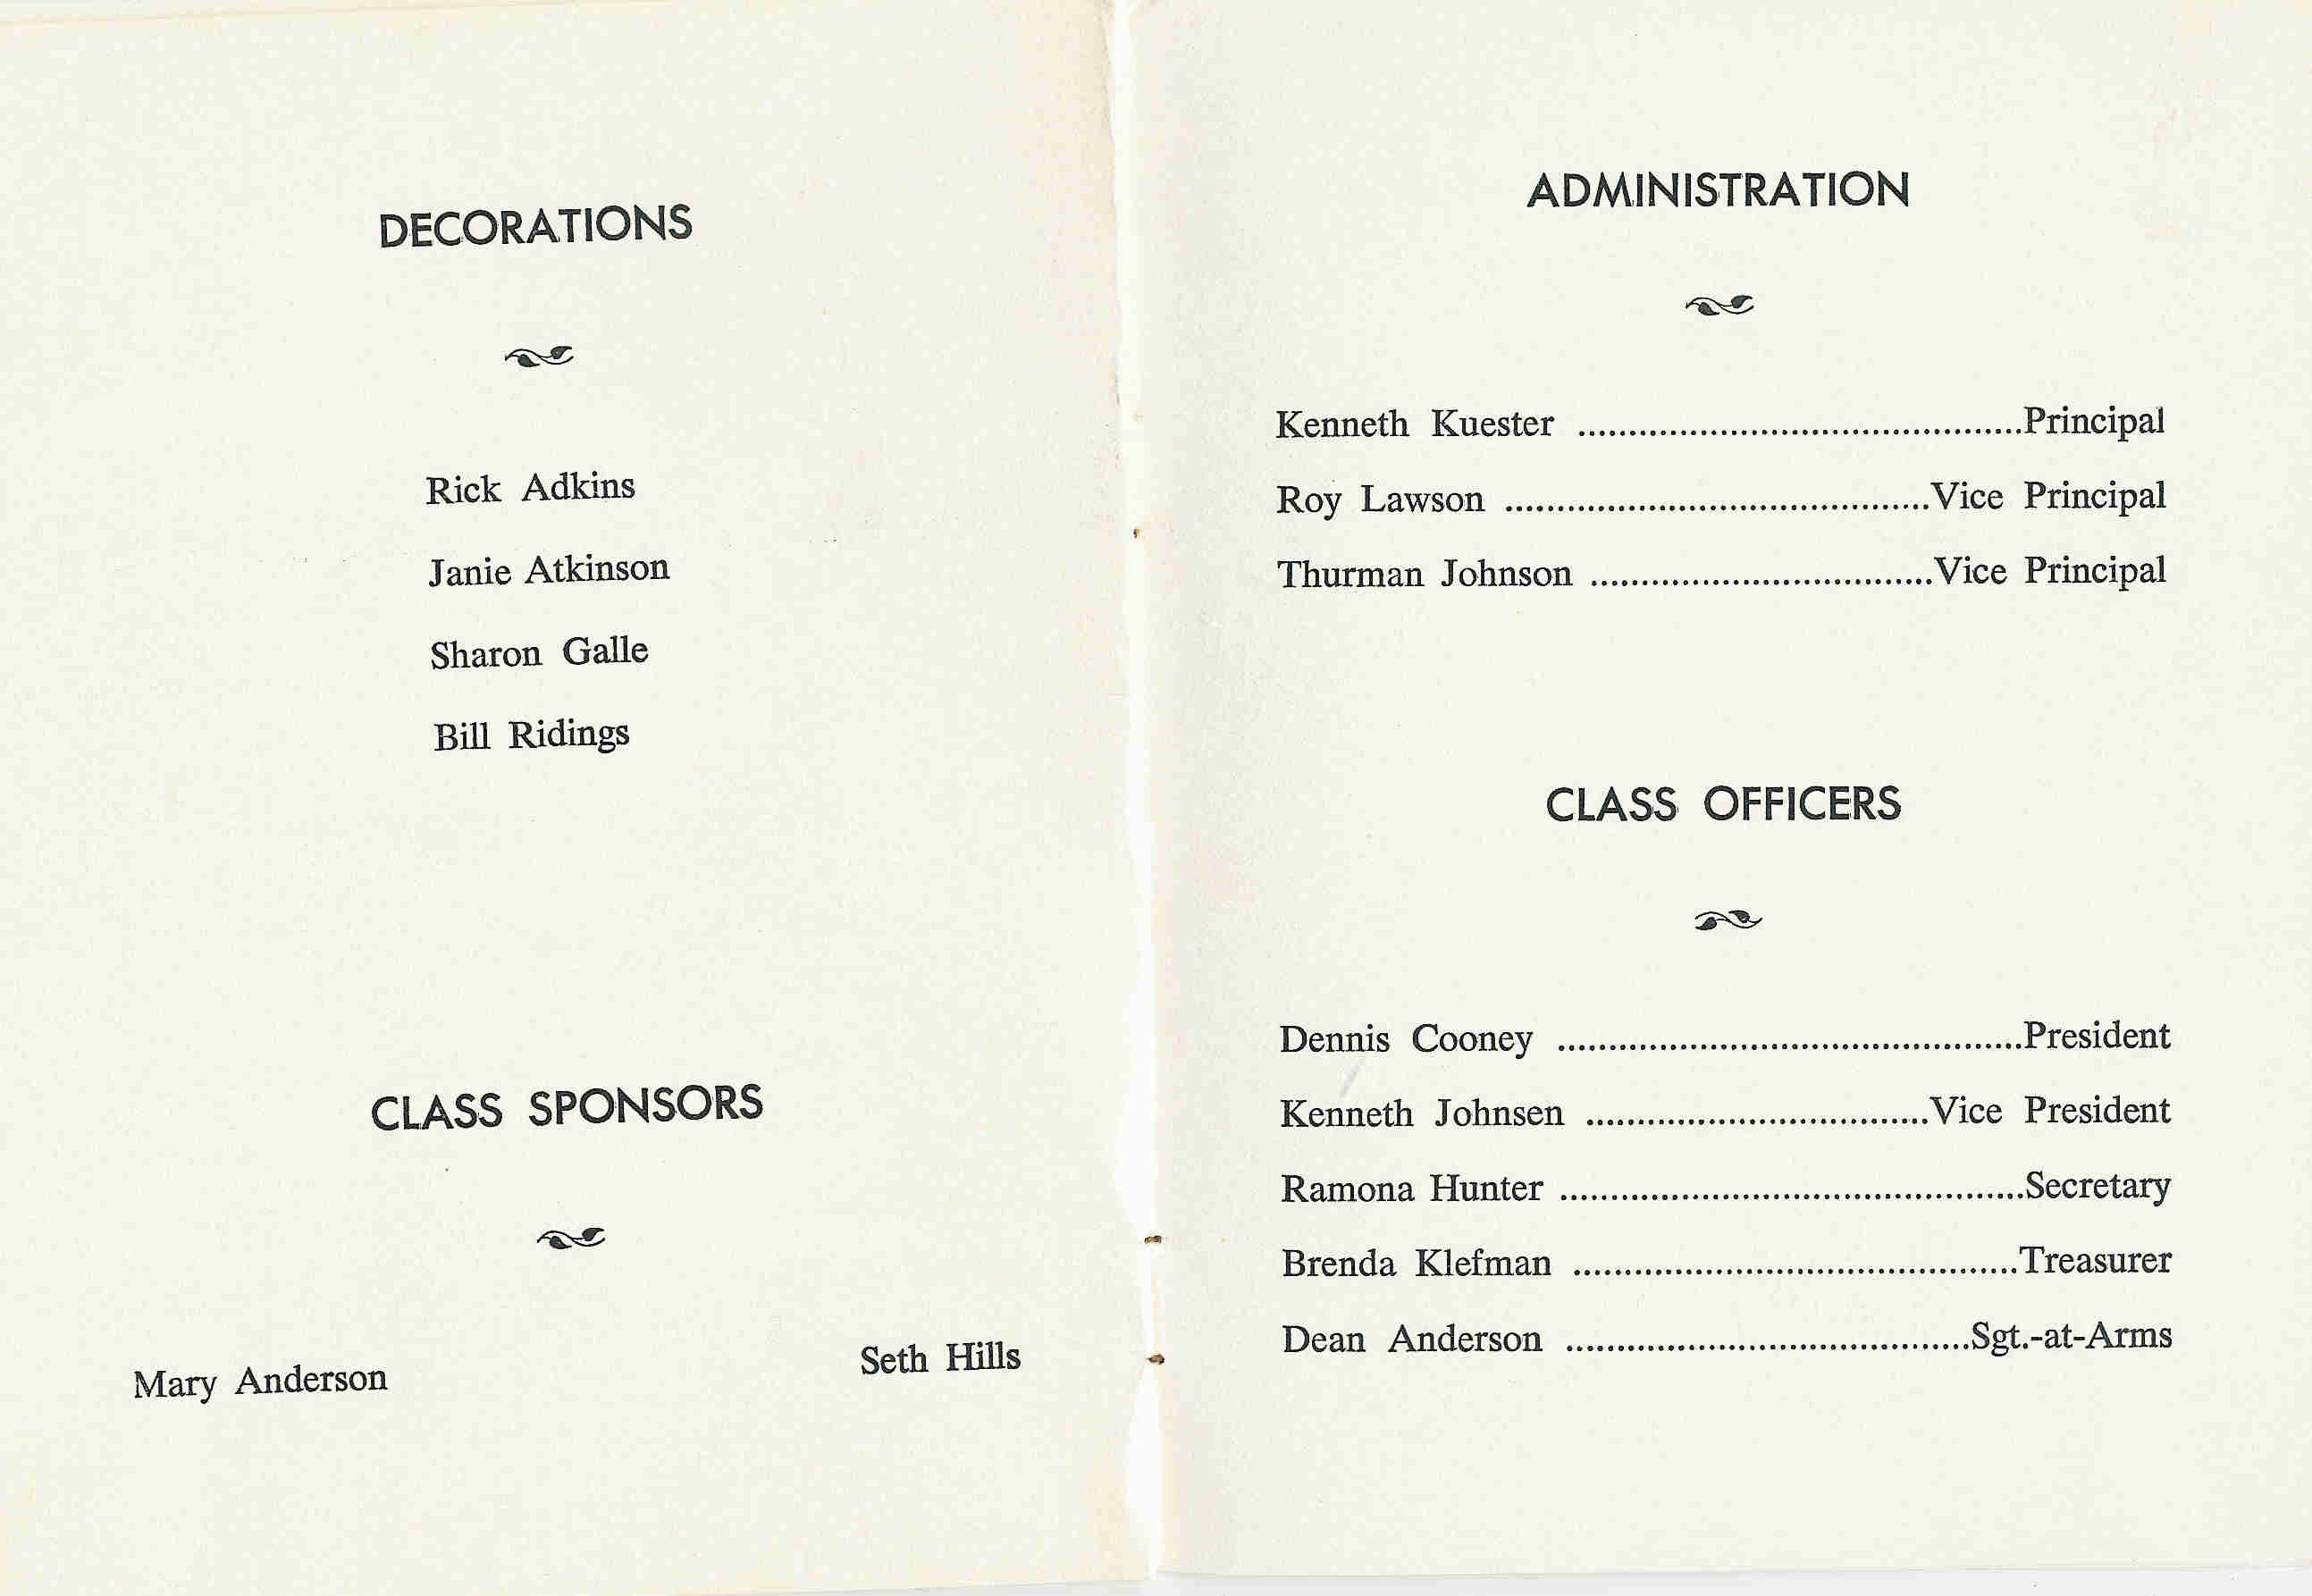 DECORATIONS
Rick Adkins
Janie Atkinson
Sharon Galle
Bill Ridings
CLASS SPONSORS
Mary Anderson Seth Hills
ADMINISTRATION
Kenneth Kuester ............................................Principal
Roy Lawson ..........................................Vice Principal
Thurman Johnson ..................................Vice Principal
CLASS OFFICERS
Dennis Cooney ..............................................President
Kenneth Johnsen ..................................Vice President
Ramona Hunter ..............................................Secretary
Brenda Klefman ............................................Treasurer
Dean Anderson ........................................Sgt.-at-Arms